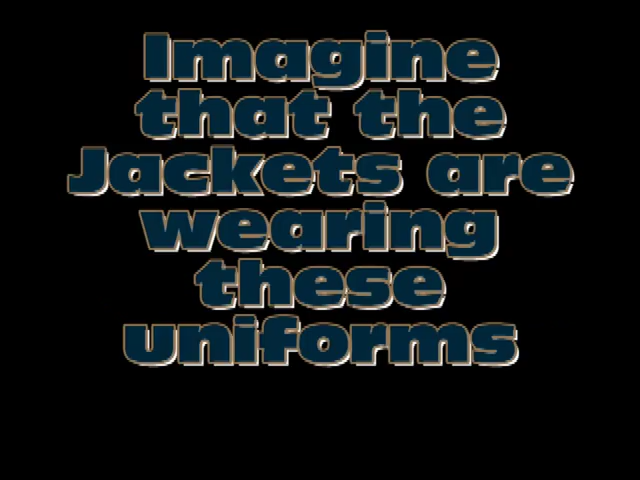 Imagine
that the
Jackets are
wearing
these
uniforms